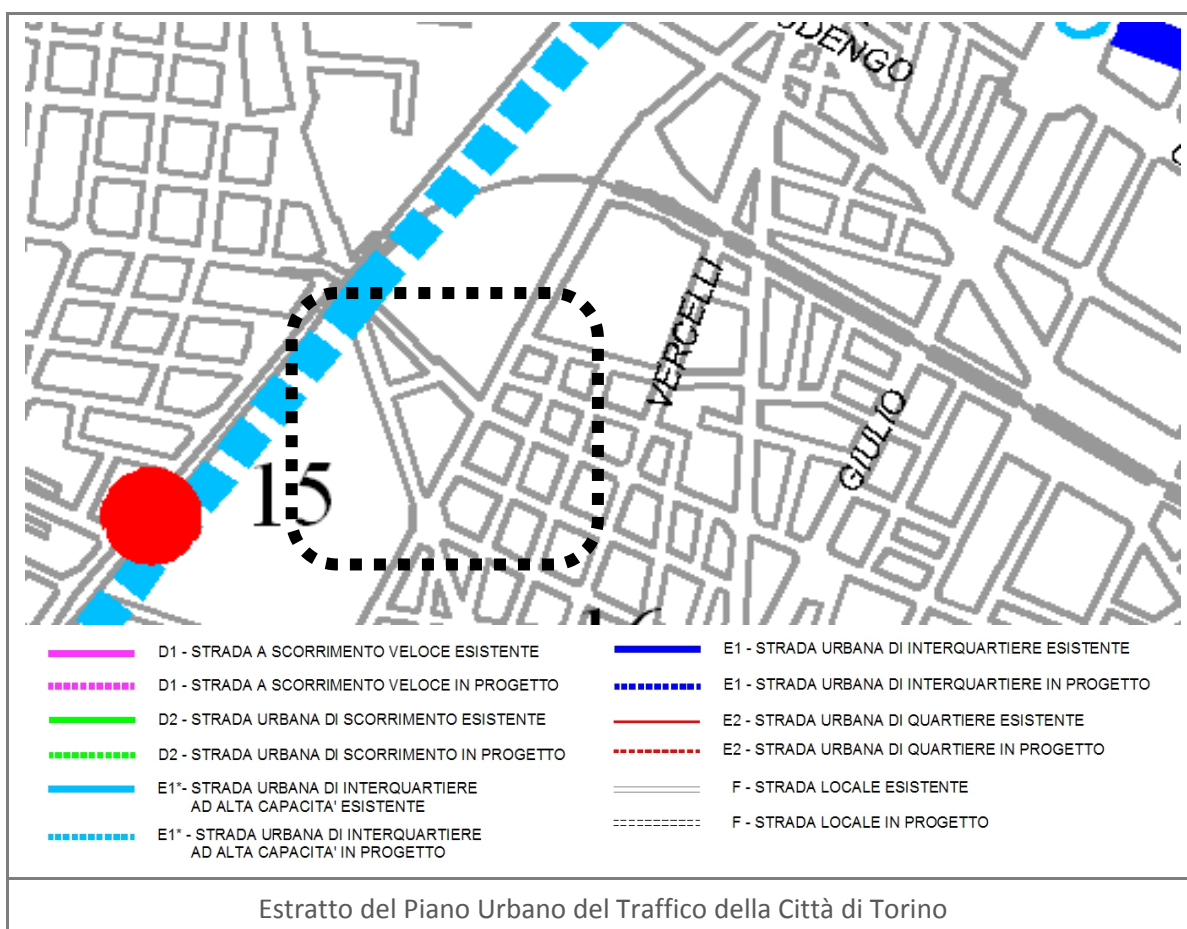 VERCELLI
GIULIO
15
D1 - STRADA A SCORRIMENTO VELOCE ESISTENTE
D1 - STRADA A SCORRIMENTO VELOCE IN PROGETTO
D2 - STRADA URBANA DI SCORRIMENTO ESISTENTE
D2 - STRADA URBANA DI SCORRIMENTO IN PROGETTO
E1*- STRADA URBANA DI INTERQUARTIERE
AD ALTA CAPACITA' ESISTENTE
E1* - STRADA URBANA DI INTERQUARTIERE
AD ALTA CAPACITA' IN PROGETTO
E1 - STRADA URBANA DI INTERQUARTIERE ESISTENTE
E1 - STRADA URBANA DI INTERQUARTIERE IN PROGETTO
E2 - STRADA URBANA DI QUARTIERE ESISTENTE
E2 - STRADA URBANA DI QUARTIERE IN PROGETTO
F - STRADA LOCALE ESISTENTE
F - STRADA LOCALE IN PROGETTO
Estratto del Piano Urbano del Traffico della Città di Torino